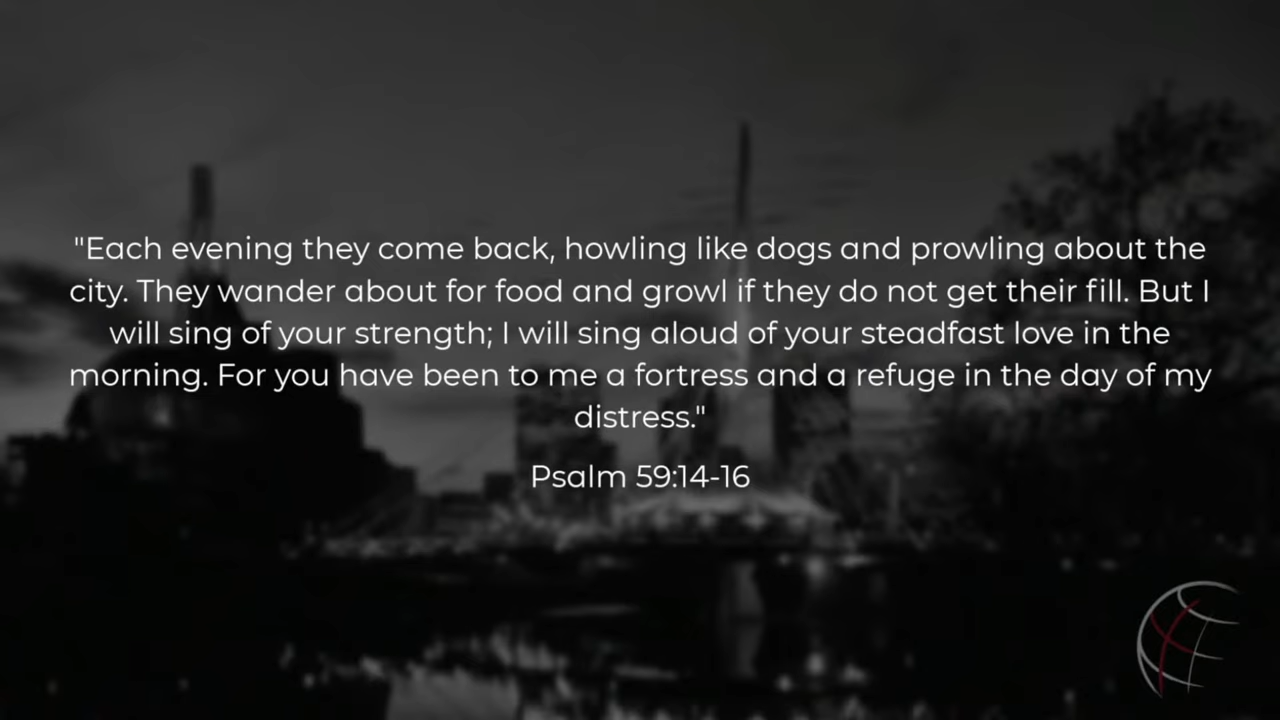 "Each evening they come back, howling like dogs and prowling about the
city. They wander about for food and growl if they do not get their fill. But I
will sing of your strength; I will sing aloud of your steadfast love in the
morning. For you have been to me a fortress and a refuge in the day of my
distress."
Psalm 59:14-16